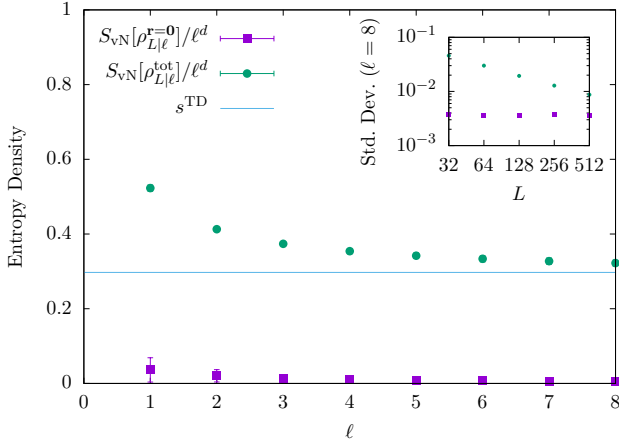 S_vN[ρ^{r=0}_{L|ℓ}]/ℓ^d
S_vN[ρ^{tot}_{L|ℓ}]/ℓ^d
s^TD
Entropy Density
1
0.8
0.6
0.4
0.2
0
0 1 2 3 4 5 6 7 8
ℓ
Std. Dev. (ℓ = 8)
10^{-1}
10^{-2}
10^{-3}
32 64 128 256 512
L